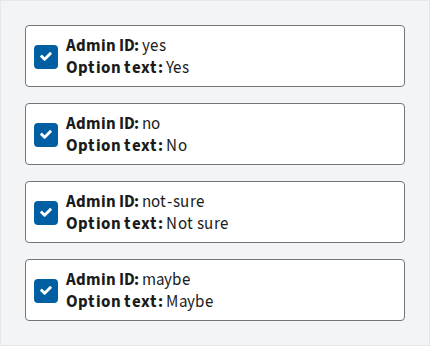 Admin ID: yes
Option text: Yes
Admin ID: no
Option text: No
Admin ID: not-sure
Option text: Not sure
Admin ID: maybe
Option text: Maybe